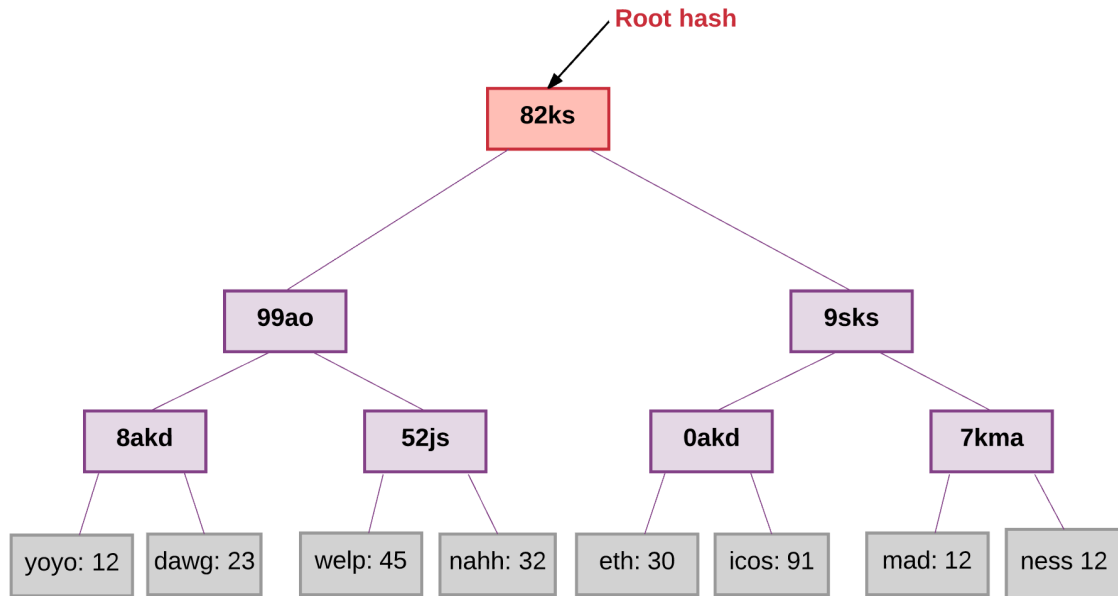 Root hash
82ks
99ao
9sks
8akd
52js
0akd
7kma
yoyo: 12
dawg: 23
welp: 45
nahh: 32
eth: 30
icos: 91
mad: 12
ness 12